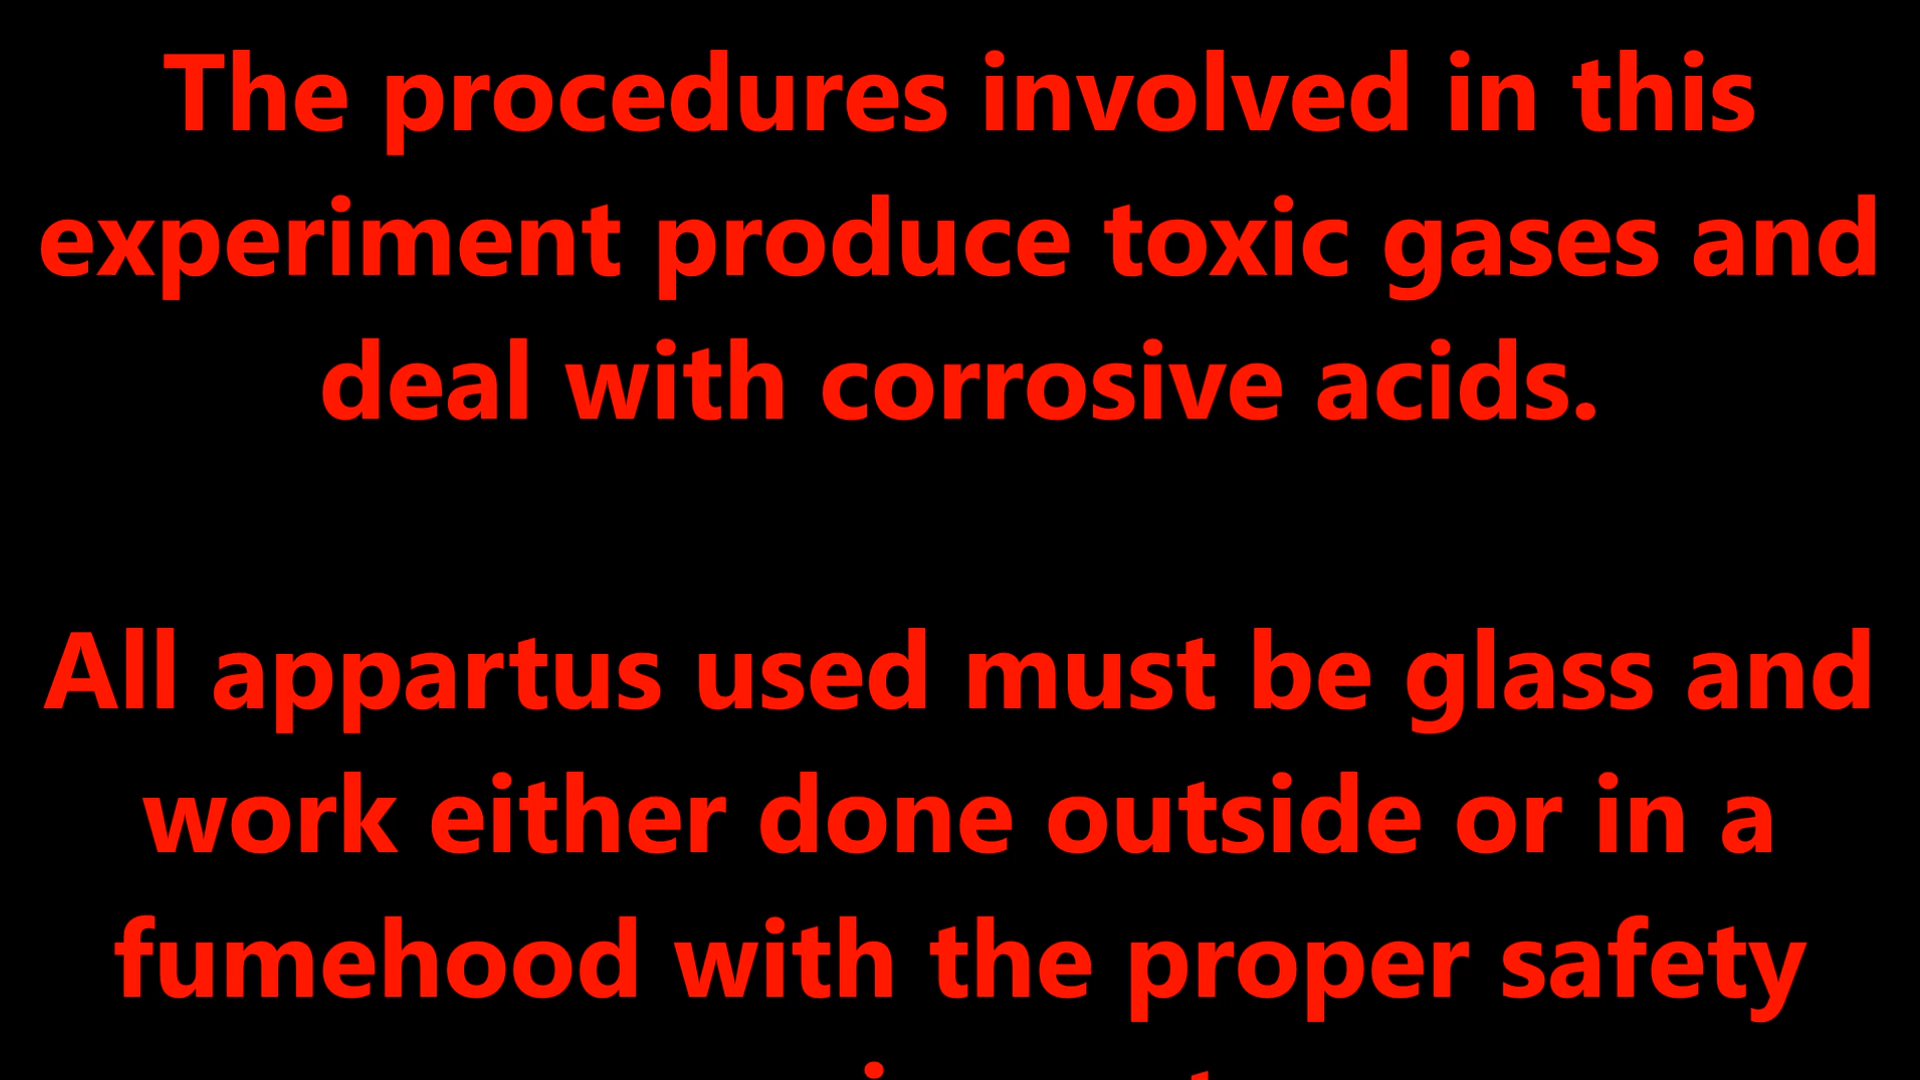 The procedures involved in this
experiment produce toxic gases and
deal with corrosive acids.
All appartus used must be glass and
work either done outside or in a
fumehood with the proper safety